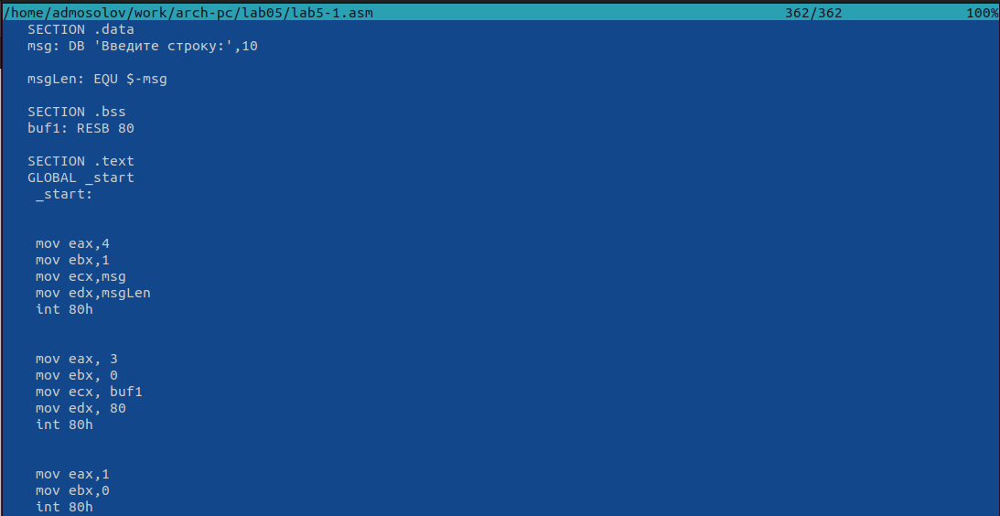 /home/admosolov/work/arch-pc/lab05/lab5-1.asm 362/362 100%
SECTION .data
msg: DB 'Введите строку:',10
msgLen: EQU $-msg
SECTION .bss
buf1: RESB 80
SECTION .text
GLOBAL _start
_start:
mov eax,4
mov ebx,1
mov ecx,msg
mov edx,msgLen
int 80h
mov eax, 3
mov ebx, 0
mov ecx, buf1
mov edx, 80
int 80h
mov eax,1
mov ebx,0
int 80h